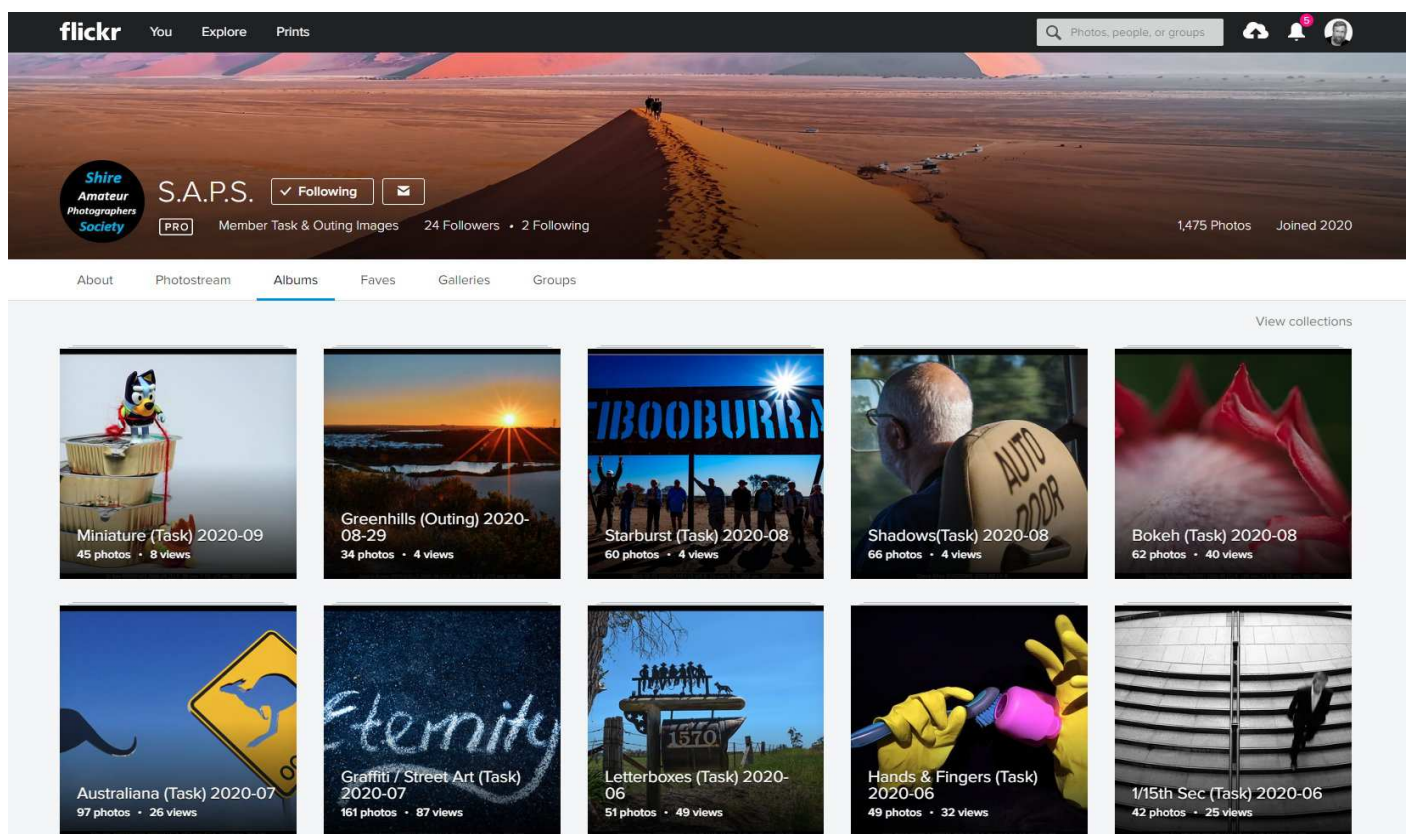 flickr You Explore Prints Photos, people, or groups 5
Shire
Amateur
Photographers
Society
S.A.P.S. Following
PRO Member Task & Outing Images 24 Followers • 2 Following 1,475 Photos Joined 2020
About Photostream Albums Faves Galleries Groups
View collections
Miniature (Task) 2020-09
45 photos • 8 views
Greenhills (Outing) 2020-
08-29
34 photos • 4 views
TIBOOBURRA
Starburst (Task) 2020-08
60 photos • 4 views
AUTO
DOOR
Shadows(Task) 2020-08
66 photos • 4 views
Bokeh (Task) 2020-08
62 photos • 40 views
Australiana (Task) 2020-07
97 photos • 26 views
Eternity
Graffiti / Street Art (Task)
2020-07
161 photos • 87 views
1570
Letterboxes (Task) 2020-
06
51 photos • 49 views
Hands & Fingers (Task)
2020-06
49 photos • 32 views
1/15th Sec (Task) 2020-06
42 photos • 25 views